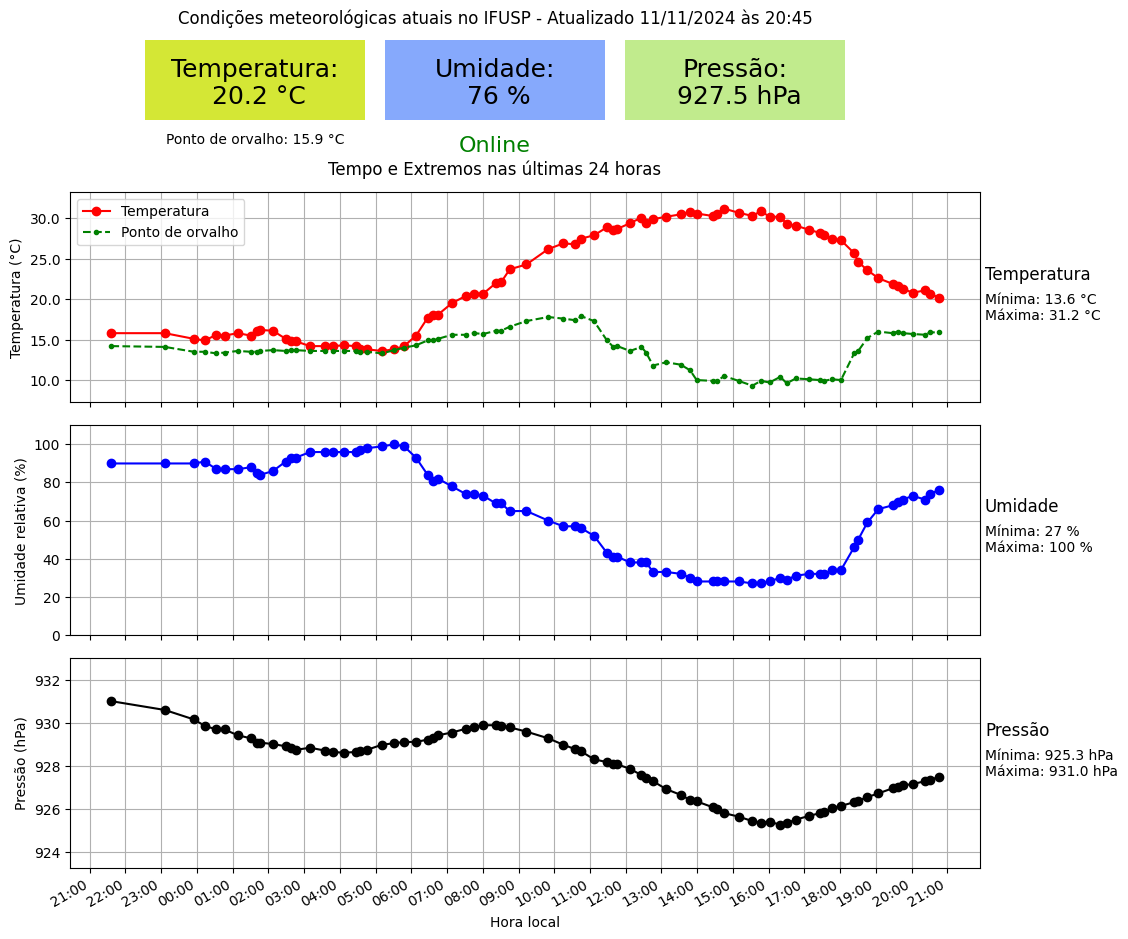 Condições meteorológicas atuais no IFUSP - Atualizado 11/11/2024 às 20:45
Temperatura:
20.2 °C
Umidade:
76 %
Pressão:
927.5 hPa
Ponto de orvalho: 15.9 °C
Online
Tempo e Extremos nas últimas 24 horas
Temperatura
Ponto de orvalho
Temperatura (°C)
30.0
25.0
20.0
15.0
10.0
Temperatura
Mínima: 13.6 °C
Máxima: 31.2 °C
Umidade relativa (%)
100
80
60
40
20
0
Umidade
Mínima: 27 %
Máxima: 100 %
Pressão (hPa)
932
930
928
926
924
Pressão
Mínima: 925.3 hPa
Máxima: 931.0 hPa
21:00 22:00 23:00 00:00 01:00 02:00 03:00 04:00 05:00 06:00 07:00 08:00 09:00 10:00 11:00 12:00 13:00 14:00 15:00 16:00 17:00 18:00 19:00 20:00 21:00
Hora local